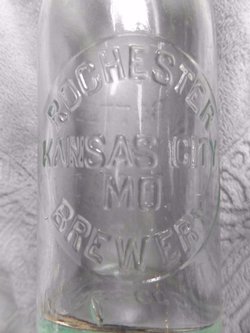 ROCHESTER
KANSAS CITY
MO.
BREWERY